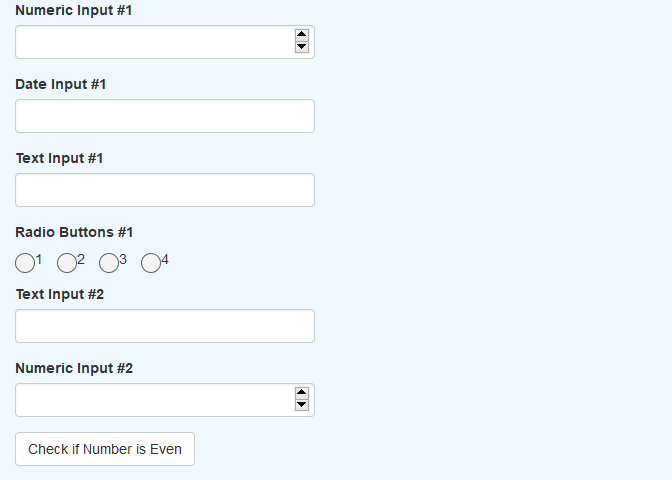 Numeric Input #1
Date Input #1
Text Input #1
Radio Buttons #1
1 2 3 4
Text Input #2
Numeric Input #2
Check if Number is Even